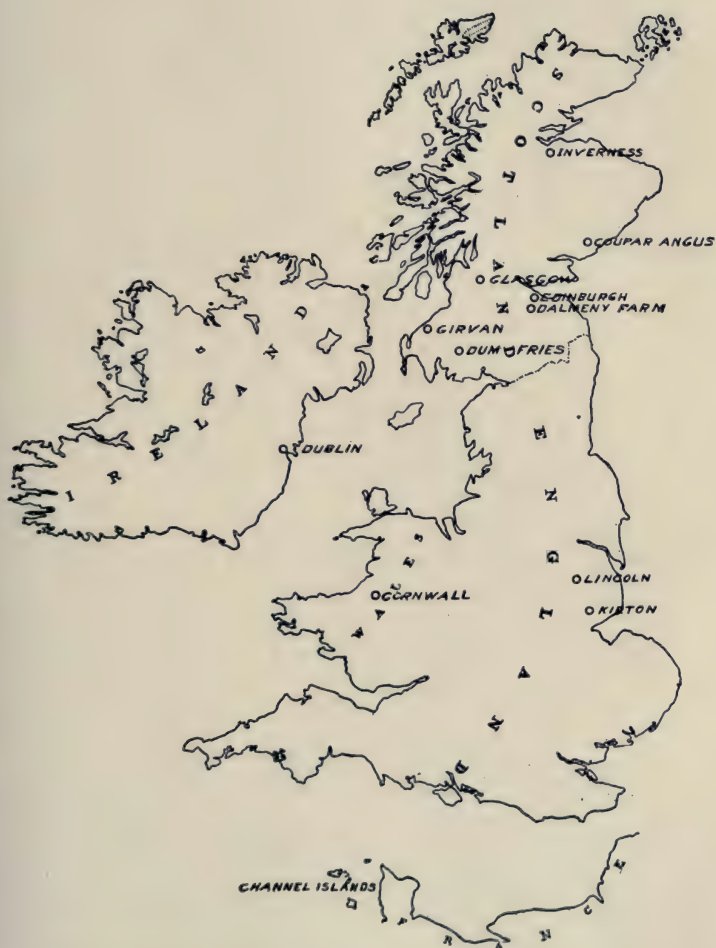 SCOTLAND
INVERNESS
COUPAR ANGUS
GLASGOW
EDINBURGH
DALMENY FARM
GIRVAN
DUMFRIES
IRELAND
DUBLIN
ENGLAND
WALES
LINCOLN
CORNWALL
KIRTON
CHANNEL ISLANDS
FRANCE